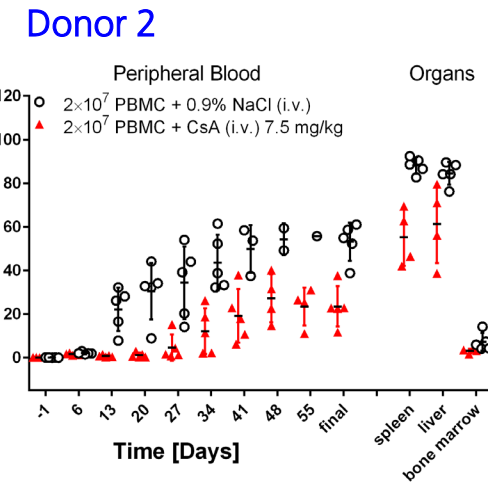 Donor 2
Peripheral Blood
Organs
2×10⁷ PBMC + 0.9% NaCl (i.v.)
2×10⁷ PBMC + CsA (i.v.) 7.5 mg/kg
120
100
80
60
40
20
0
-1 6 13 20 27 34 41 48 55 final spleen liver bone marrow
Time [Days]